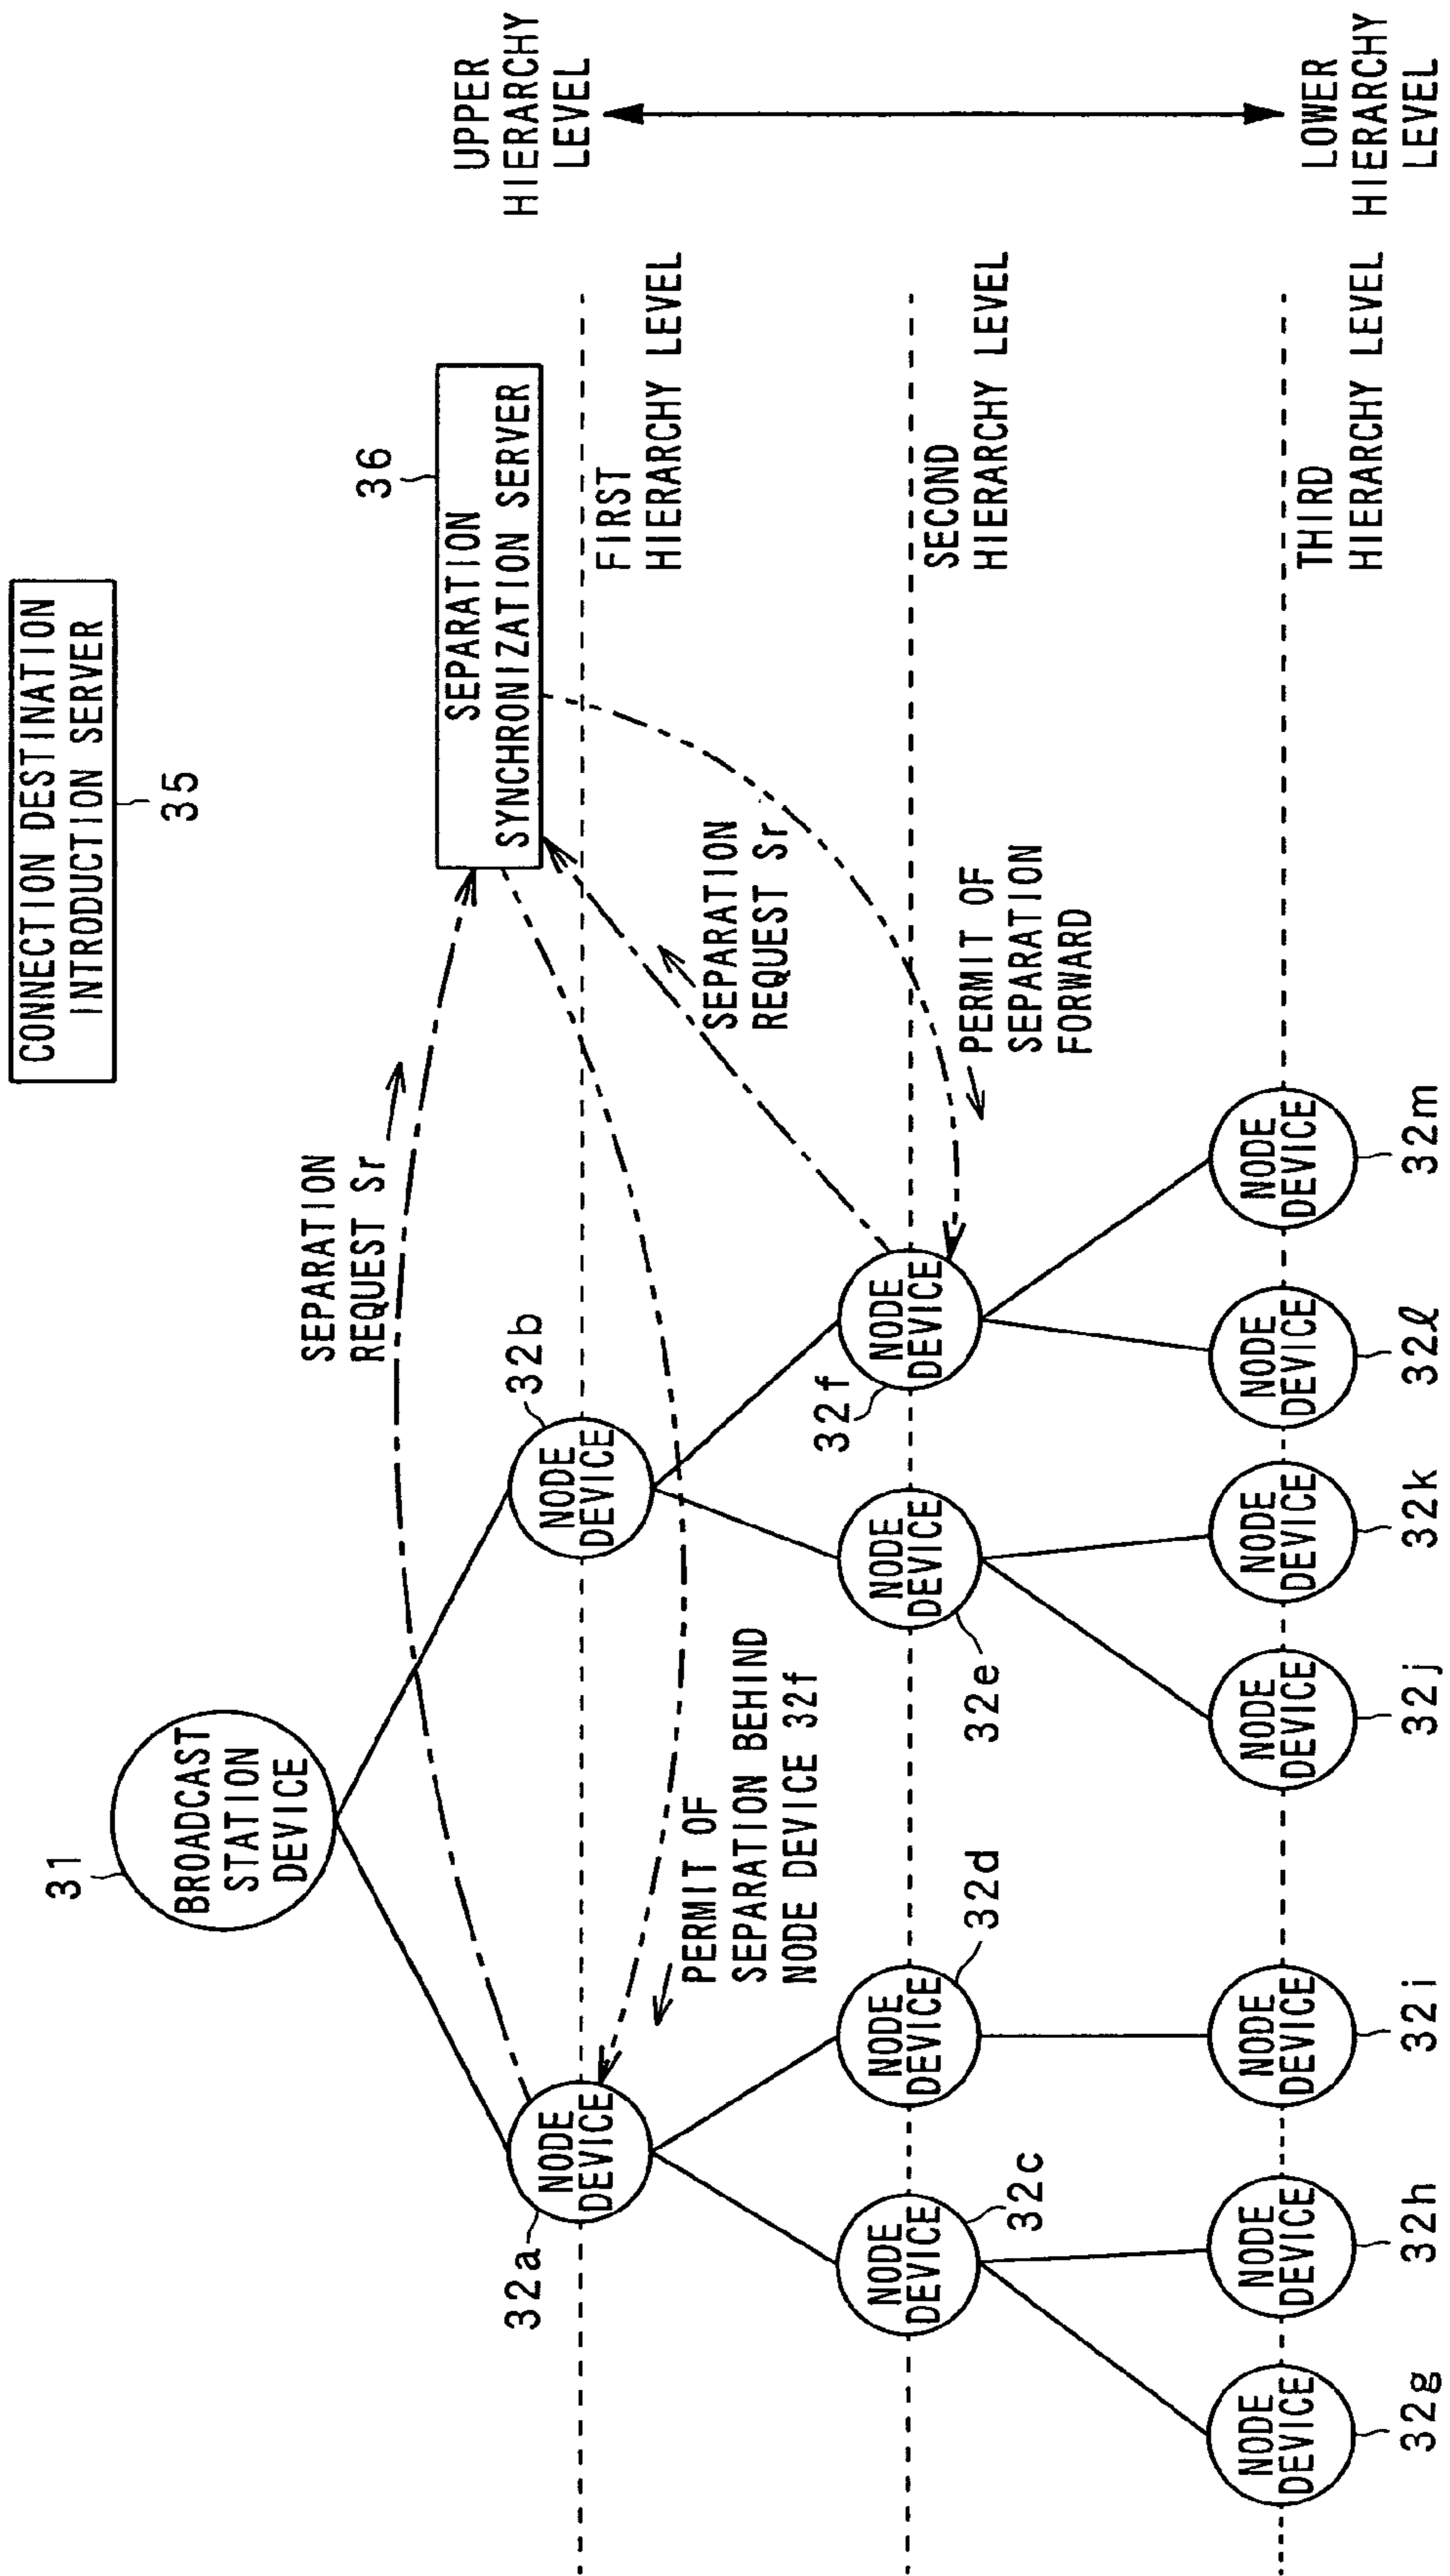 CONNECTION DESTINATION
INTRODUCTION SERVER
35
31
BROADCAST
STATION
DEVICE
SEPARATION
REQUEST Sr
36
SEPARATION
SYNCHRONIZATION SERVER
UPPER
HIERARCHY
LEVEL
32a
NODE
DEVICE
32b
NODE
DEVICE
FIRST
HIERARCHY LEVEL
PERMIT OF
SEPARATION BEHIND
NODE DEVICE 32f
SEPARATION
REQUEST Sr
NODE
DEVICE
32c
NODE
DEVICE
32d
NODE
DEVICE
32e
NODE
DEVICE
32f
SECOND
HIERARCHY LEVEL
PERMIT OF
SEPARATION
FORWARD
NODE
DEVICE
32g
NODE
DEVICE
32h
NODE
DEVICE
32i
NODE
DEVICE
32j
NODE
DEVICE
32k
NODE
DEVICE
32ℓ
NODE
DEVICE
32m
THIRD
HIERARCHY LEVEL
LOWER
HIERARCHY
LEVEL